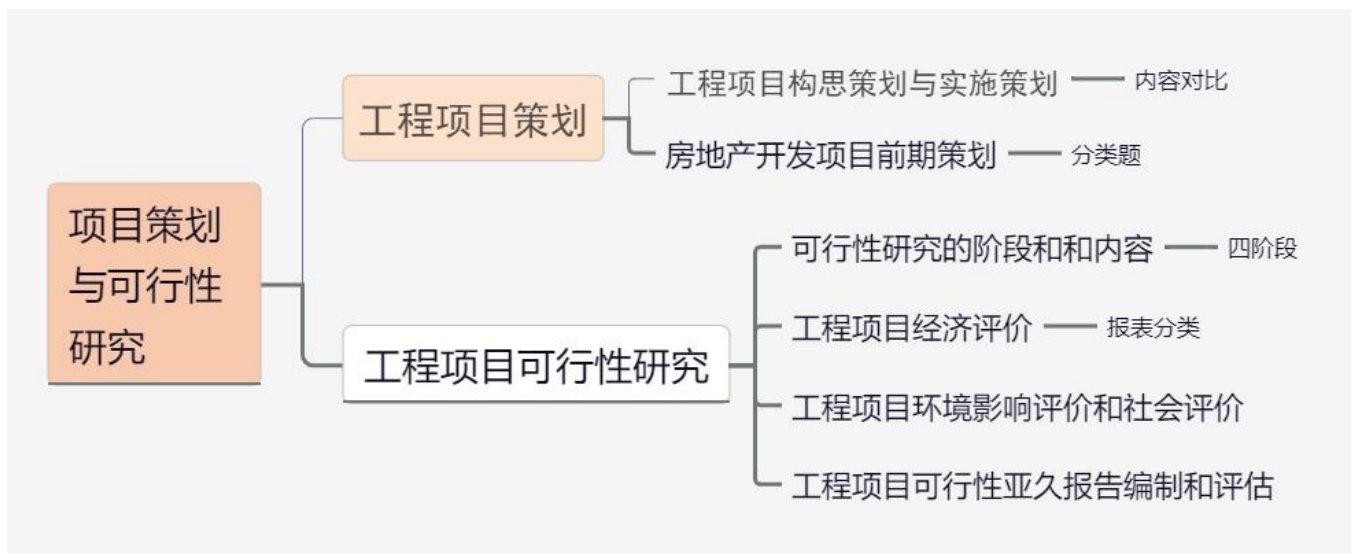 项目策划
与可行性
研究
工程项目策划
工程项目构思策划与实施策划
内容对比
房地产开发项目前期策划
分类题
工程项目可行性研究
可行性研究的阶段和和内容
四阶段
工程项目经济评价
报表分类
工程项目环境影响评价和社会评价
工程项目可行性亚久报告编制和评估